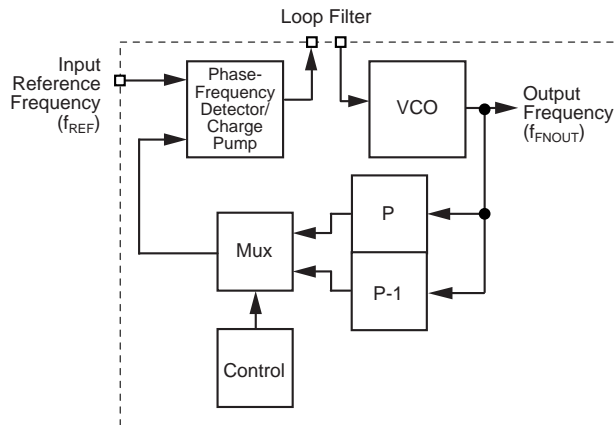 Loop Filter
Input
Reference
Frequency
(fREF)
Phase-
Frequency
Detector/
Charge
Pump
VCO
Output
Frequency
(fFNOUT)
P
Mux
P-1
Control